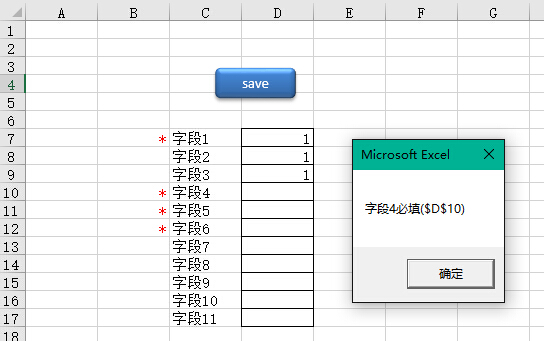 A B C D E F G
1
2
3
4 save
5
6
7 * 字段1 1
8 字段2 1
9 字段3 1
10 * 字段4
11 * 字段5
12 * 字段6
13 字段7
14 字段8
15 字段9
16 字段10
17 字段11
18
Microsoft Excel
字段4必填($D$10)
确定